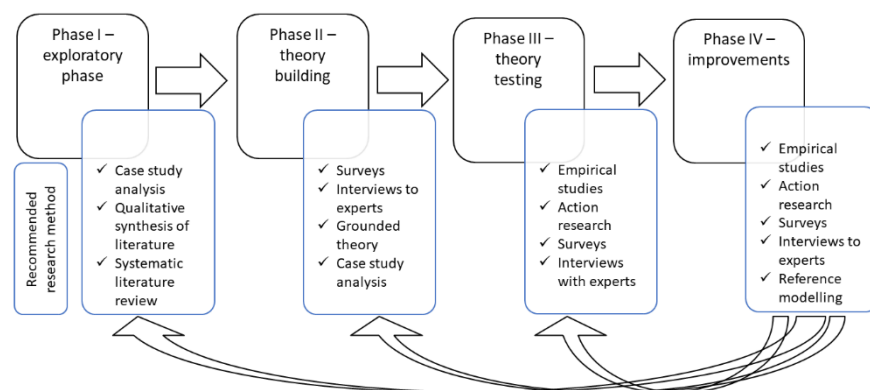 Phase I –
exploratory
phase
Phase II –
theory
building
Phase III –
theory
testing
Phase IV –
improvements
Recommended
research method
✓ Case study
analysis
✓ Qualitative
synthesis of
literature
✓ Systematic
literature
review
✓ Surveys
✓ Interviews to
experts
✓ Grounded
theory
✓ Case study
analysis
✓ Empirical
studies
✓ Action
research
✓ Surveys
✓ Interviews
with experts
✓ Empirical
studies
✓ Action
research
✓ Surveys
✓ Interviews to
experts
✓ Reference
modelling